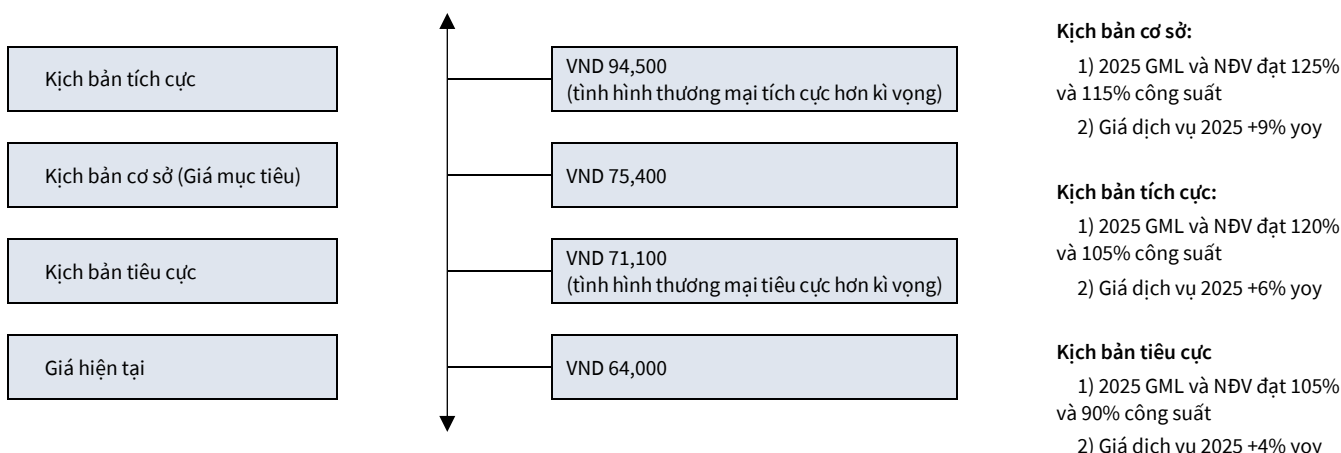 Kịch bản tích cực
VND 94,500
(tình hình thương mại tích cực hơn kì vọng)
Kịch bản cơ sở (Giá mục tiêu)
VND 75,400
Kịch bản tiêu cực
VND 71,100
(tình hình thương mại tiêu cực hơn kì vọng)
Giá hiện tại
VND 64,000
Kịch bản cơ sở:
1) 2025 GML và NĐV đạt 125%
và 115% công suất
2) Giá dịch vụ 2025 +9% yoy
Kịch bản tích cực:
1) 2025 GML và NĐV đạt 120%
và 105% công suất
2) Giá dịch vụ 2025 +6% yoy
Kịch bản tiêu cực
1) 2025 GML và NĐV đạt 105%
và 90% công suất
2) Giá dịch vụ 2025 +4% yoy